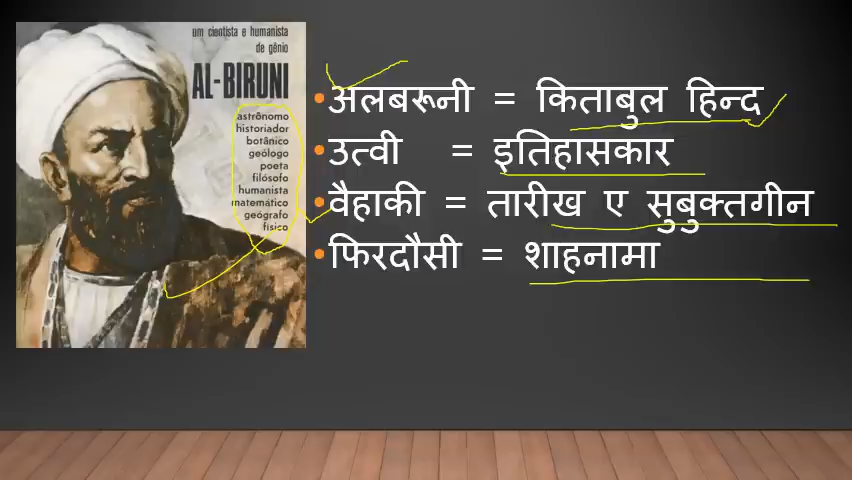 um cientista e humanista
de gênio
AL-BIRUNI
astrônomo
historiador
botânico
geólogo
poeta
filósofo
humanista
matemático
geógrafo
físico
•अलबरूनी = किताबुल हिन्द
•उत्वी = इतिहासकार
•वैहाकी = तारीख ए सुबुक्तगीन
•फिरदौसी = शाहनामा